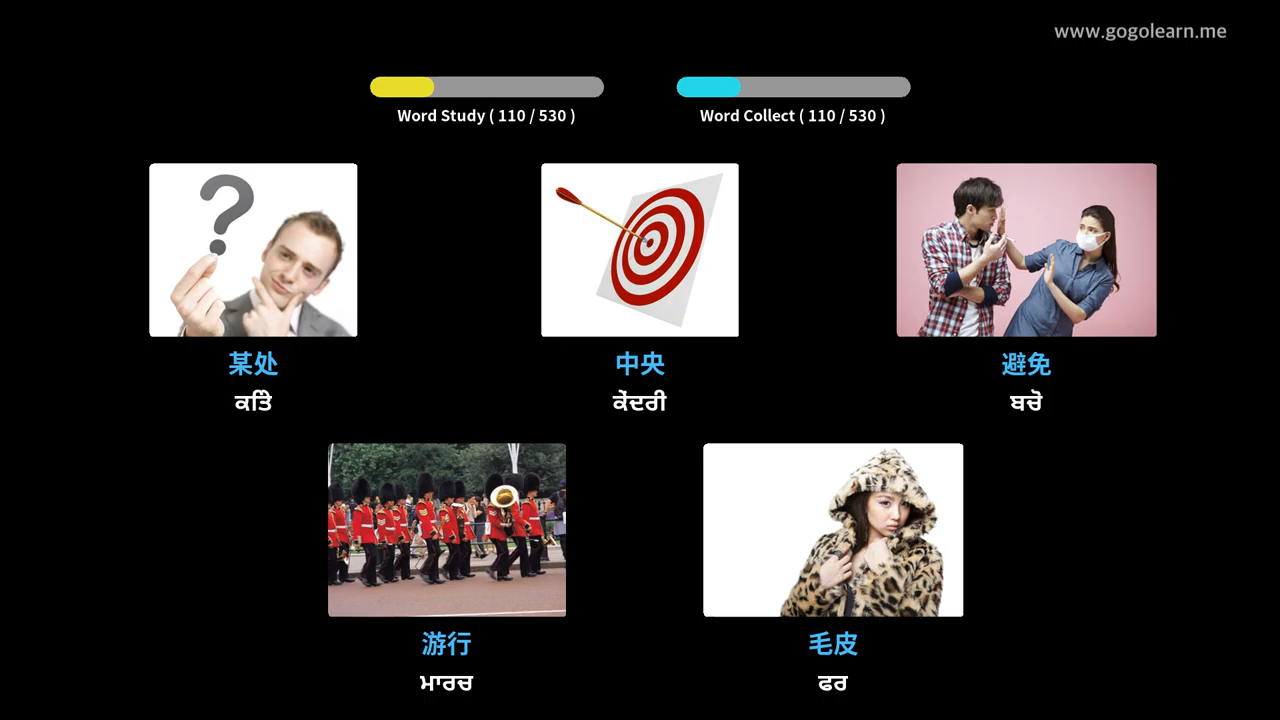 www.gogolearn.me
Word Study ( 110 / 530 )
Word Collect ( 110 / 530 )
某处
ਕਤਿੇ
中央
ਕੇਂਦਰੀ
避免
ਬਚੋ
游行
ਮਾਰਚ
毛皮
ਫਰ